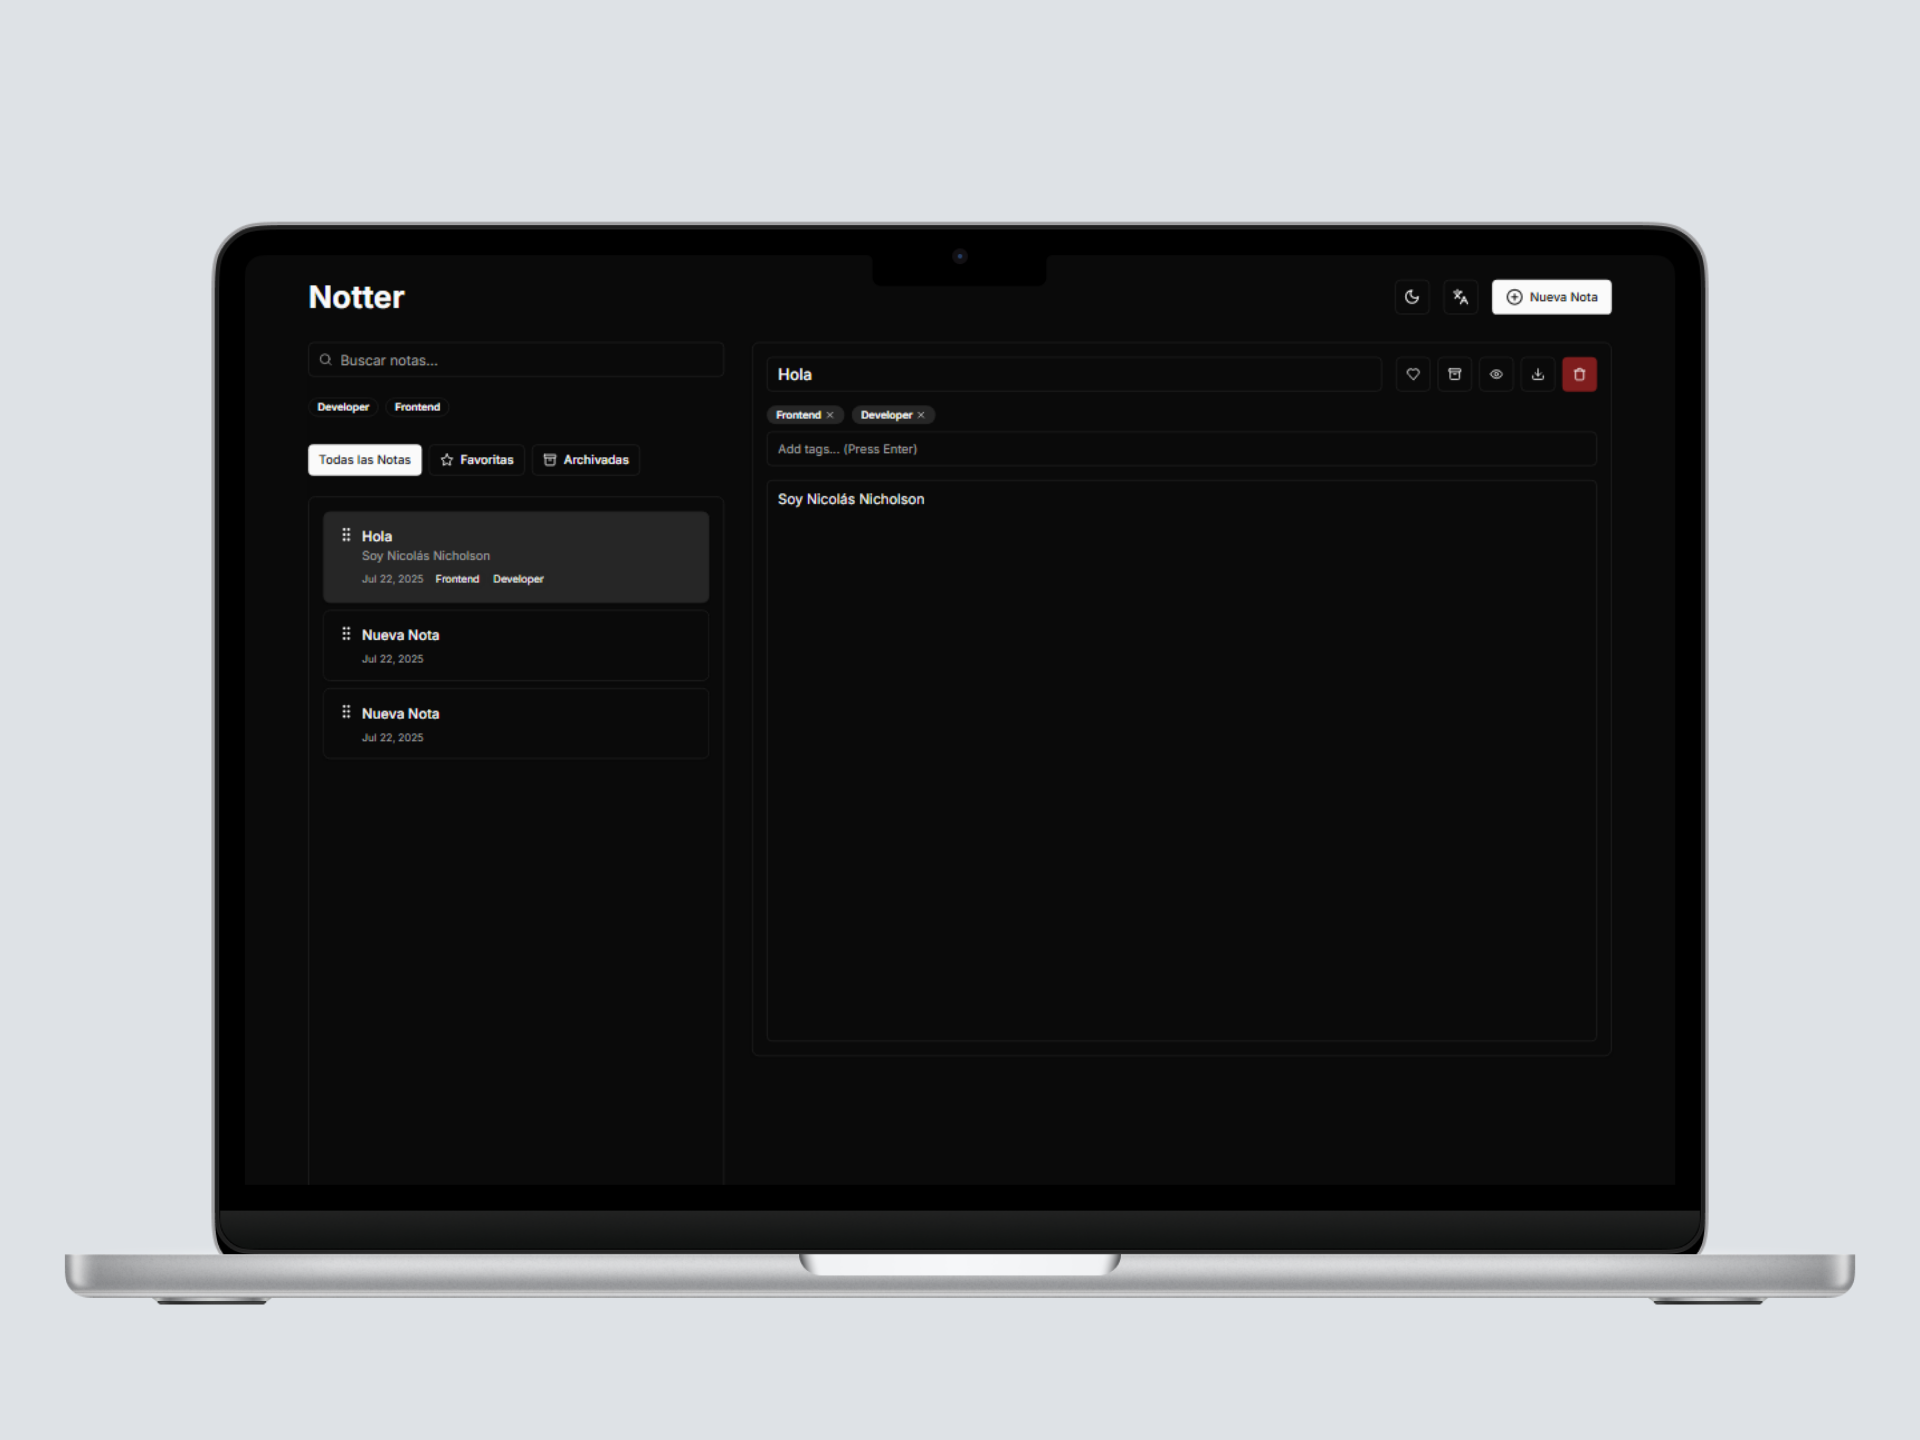 Notter
Nueva Nota
Buscar notas...
Developer Frontend
Todas las Notas Favoritas Archivadas
Hola
Soy Nicolás Nicholson
Jul 22, 2025 Frontend Developer
Nueva Nota
Jul 22, 2025
Nueva Nota
Jul 22, 2025
Hola
Frontend Developer
Add tags... (Press Enter)
Soy Nicolás Nicholson